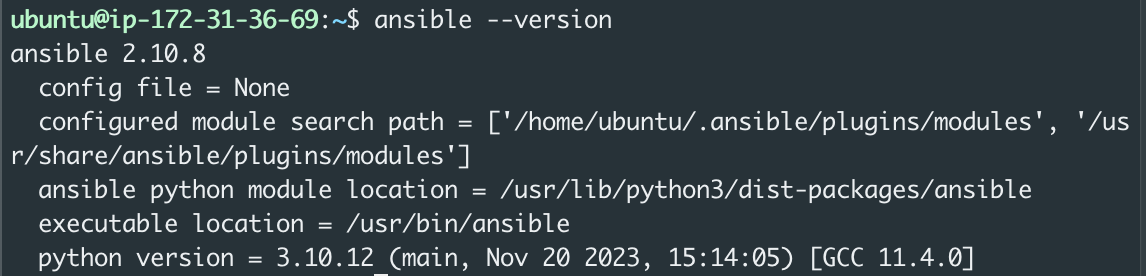 ubuntu@ip-172-31-36-69:~$ ansible --version
ansible 2.10.8
  config file = None
  configured module search path = ['/home/ubuntu/.ansible/plugins/modules', '/us
r/share/ansible/plugins/modules']
  ansible python module location = /usr/lib/python3/dist-packages/ansible
  executable location = /usr/bin/ansible
  python version = 3.10.12 (main, Nov 20 2023, 15:14:05) [GCC 11.4.0]